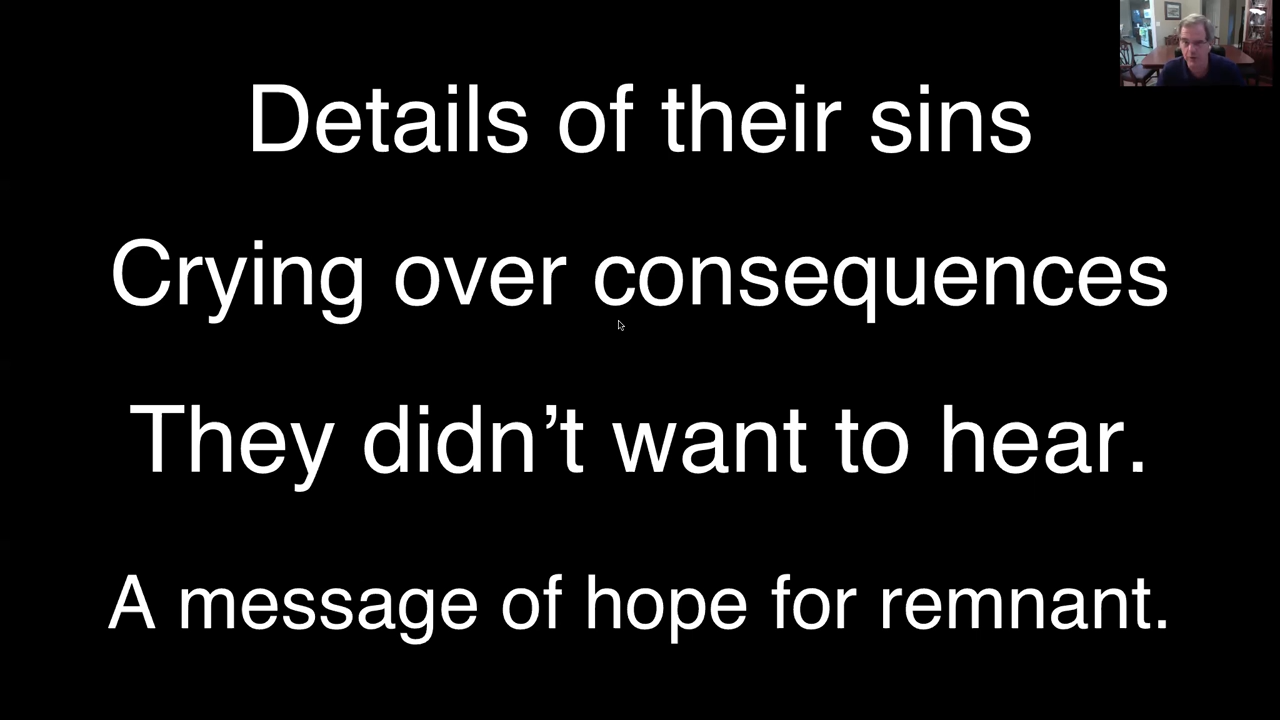 Details of their sins
Crying over consequences
They didn’t want to hear.
A message of hope for remnant.